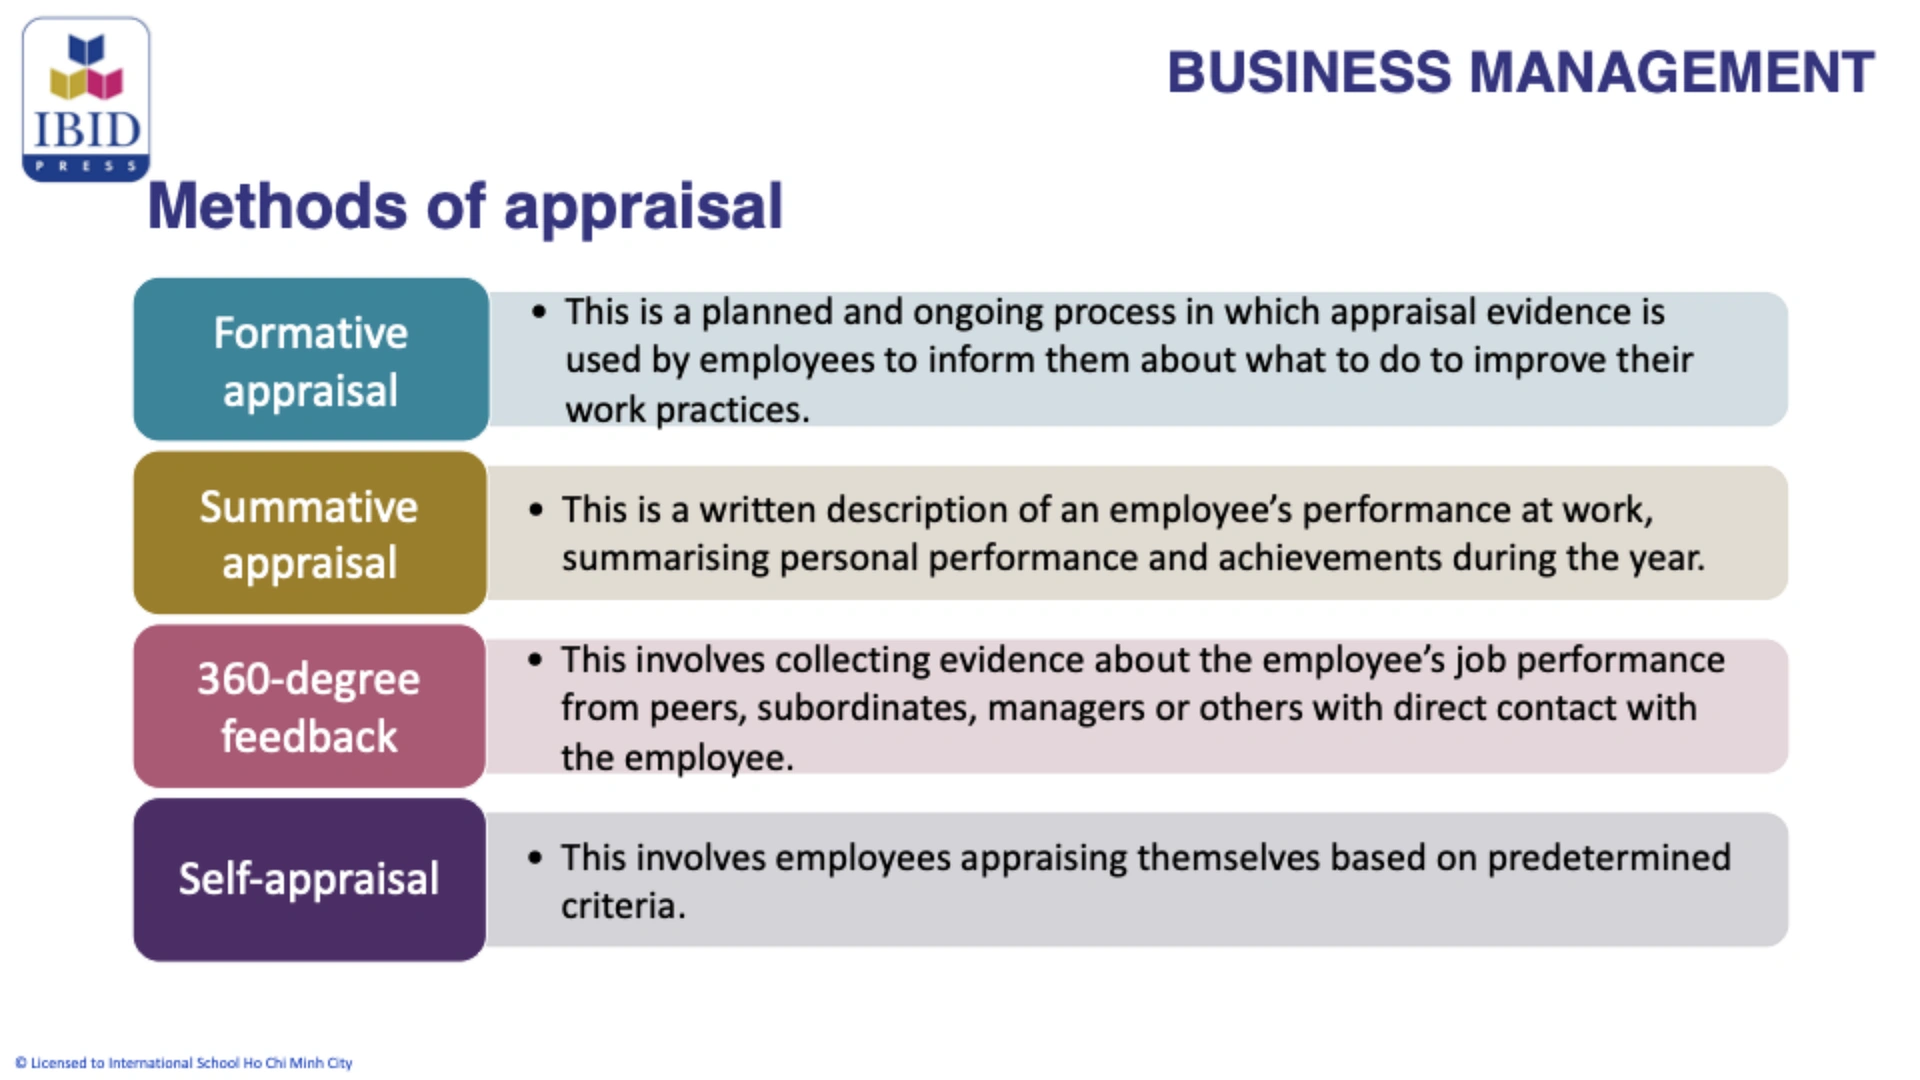 IBID
PRESS
BUSINESS MANAGEMENT
Methods of appraisal
Formative
appraisal
• This is a planned and ongoing process in which appraisal evidence is
used by employees to inform them about what to do to improve their
work practices.
Summative
appraisal
• This is a written description of an employee’s performance at work,
summarising personal performance and achievements during the year.
360-degree
feedback
• This involves collecting evidence about the employee’s job performance
from peers, subordinates, managers or others with direct contact with
the employee.
Self-appraisal
• This involves employees appraising themselves based on predetermined
criteria.
© Licensed to International School Ho Chi Minh City